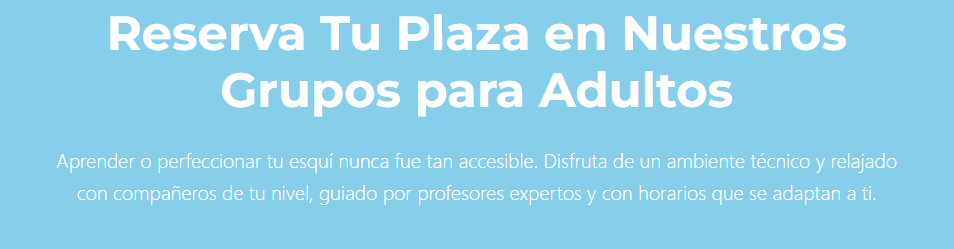 Reserva Tu Plaza en Nuestros
Grupos para Adultos
Aprender o perfeccionar tu esquí nunca fue tan accesible. Disfruta de un ambiente técnico y relajado
con compañeros de tu nivel, guiado por profesores expertos y con horarios que se adaptan a ti.